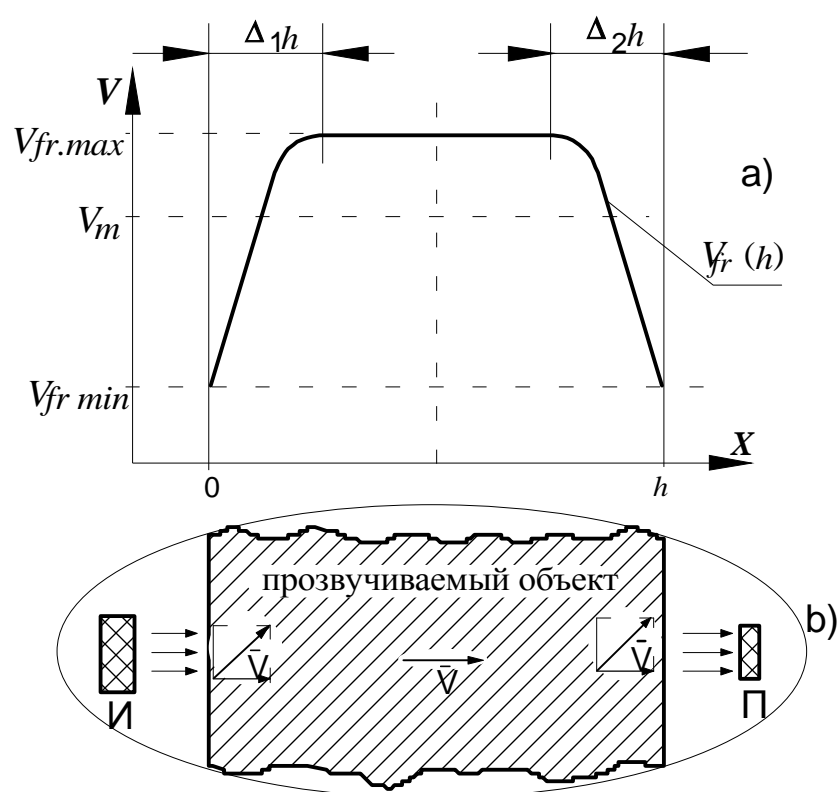 Δ₁h Δ₂h
V
Vfr.max
a)
Vm
Vfr (h)
Vfr min
X
0 h
прозвучиваемый объект
b)
V̄ V̄ V̄
И П